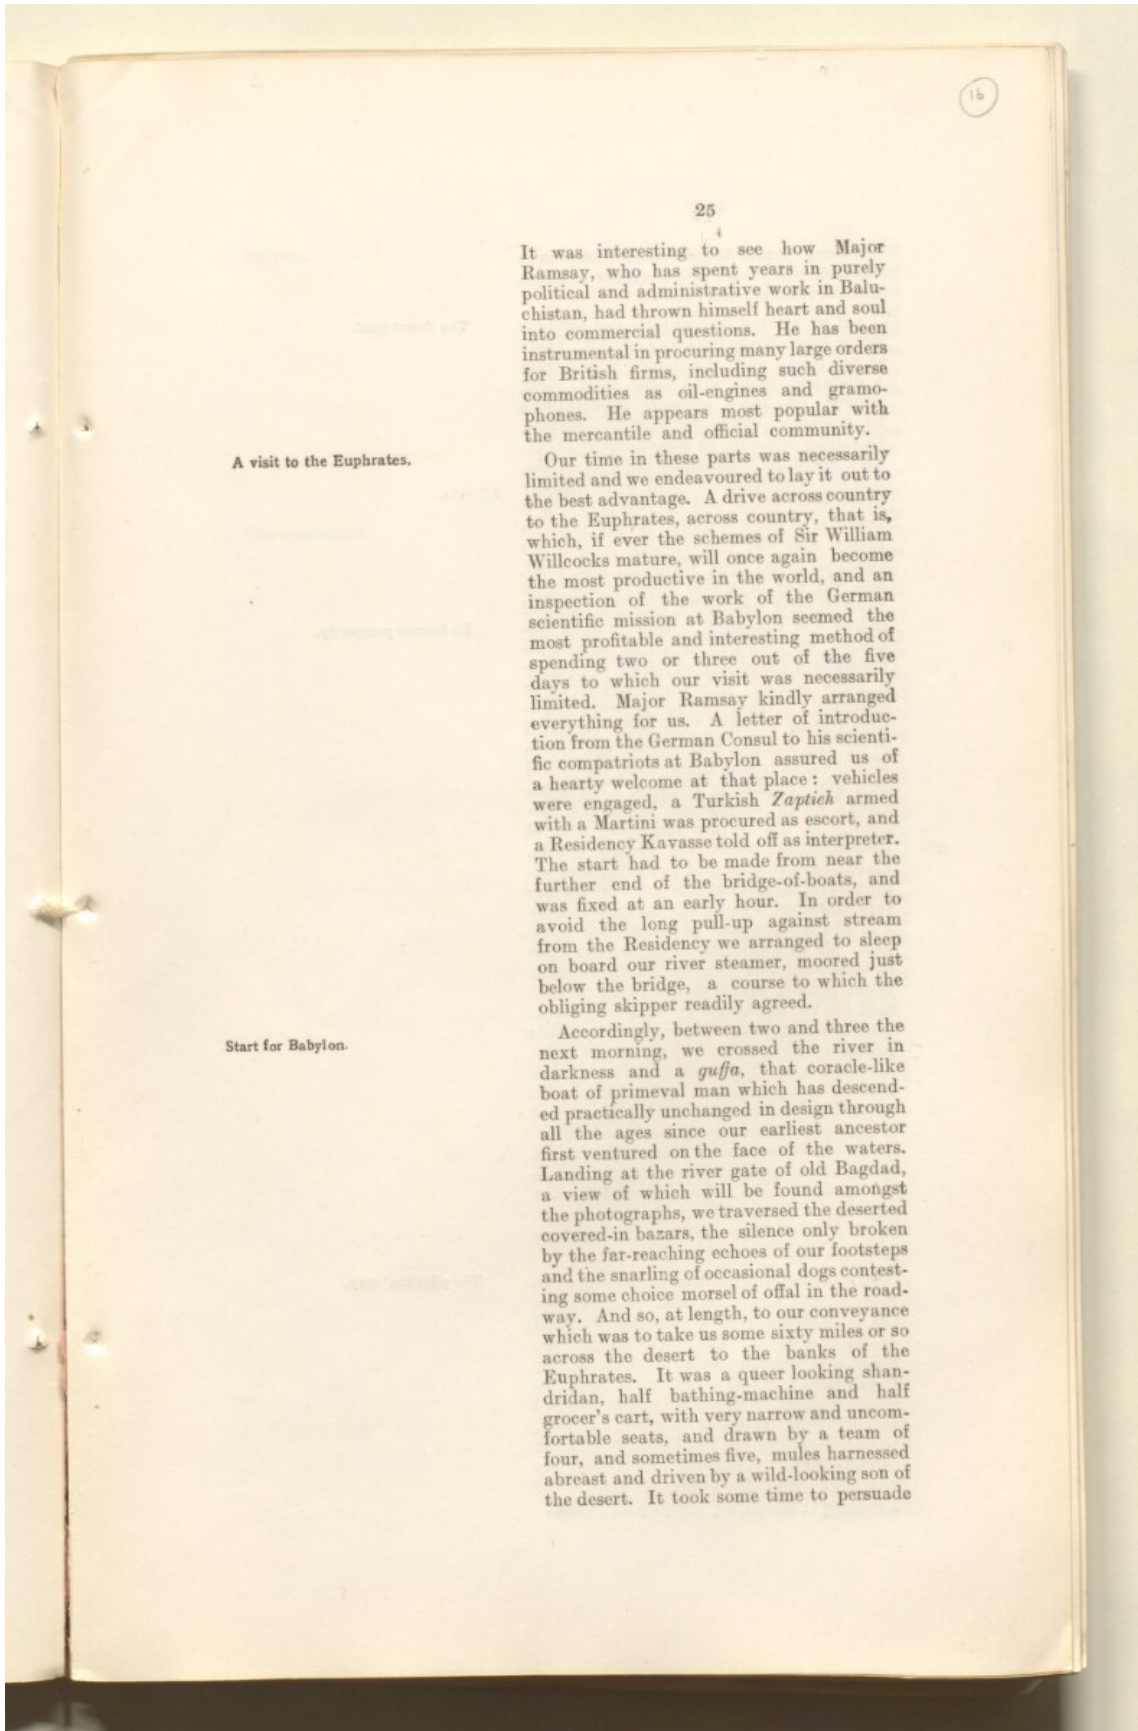 16
25
It was interesting to see how Major
Ramsay, who has spent years in purely
political and administrative work in Balu-
chistan, had thrown himself heart and soul
into commercial questions. He has been
instrumental in procuring many large orders
for British firms, including such diverse
commodities as oil-engines and gramo-
phones. He appears most popular with
the mercantile and official community.
A visit to the Euphrates.
Our time in these parts was necessarily
limited and we endeavoured to lay it out to
the best advantage. A drive across country
to the Euphrates, across country, that is,
which, if ever the schemes of Sir William
Willcocks mature, will once again become
the most productive in the world, and an
inspection of the work of the German
scientific mission at Babylon seemed the
most profitable and interesting method of
spending two or three out of the five
days to which our visit was necessarily
limited. Major Ramsay kindly arranged
everything for us. A letter of introduc-
tion from the German Consul to his scienti-
fic compatriots at Babylon assured us of
a hearty welcome at that place: vehicles
were engaged, a Turkish Zaptieh armed
with a Martini was procured as escort, and
a Residency Kavasse told off as interpreter.
The start had to be made from near the
further end of the bridge-of-boats, and
was fixed at an early hour. In order to
avoid the long pull-up against stream
from the Residency we arranged to sleep
on board our river steamer, moored just
below the bridge, a course to which the
obliging skipper readily agreed.
Start for Babylon.
Accordingly, between two and three the
next morning, we crossed the river in
darkness and a guffa, that coracle-like
boat of primeval man which has descend-
ed practically unchanged in design through
all the ages since our earliest ancestor
first ventured on the face of the waters.
Landing at the river gate of old Bagdad,
a view of which will be found amongst
the photographs, we traversed the deserted
covered-in bazars, the silence only broken
by the far-reaching echoes of our footsteps
and the snarling of occasional dogs contest-
ing some choice morsel of offal in the road-
way. And so, at length, to our conveyance
which was to take us some sixty miles or so
across the desert to the banks of the
Euphrates. It was a queer looking shan-
dridan, half bathing-machine and half
grocer's cart, with very narrow and uncom-
fortable seats, and drawn by a team of
four, and sometimes five, mules harnessed
abreast and driven by a wild-looking son of
the desert. It took some time to persuade